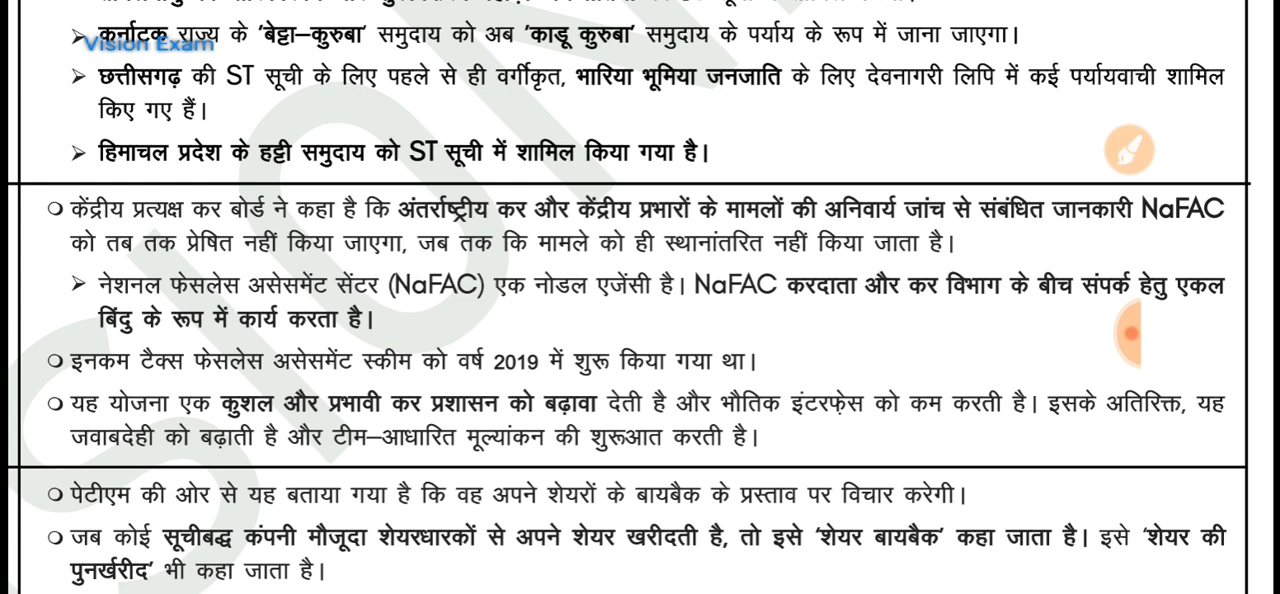 ➢ कर्नाटक राज्य के 'बेट्टा–कुरुबा' समुदाय को अब 'काडू कुरुबा' समुदाय के पर्याय के रूप में जाना जाएगा।
Vision Exam
➢ छत्तीसगढ़ की ST सूची के लिए पहले से ही वर्गीकृत, भारिया भूमिया जनजाति के लिए देवनागरी लिपि में कई पर्यायवाची शामिल
किए गए हैं।
➢ हिमाचल प्रदेश के हट्टी समुदाय को ST सूची में शामिल किया गया है।
○ केंद्रीय प्रत्यक्ष कर बोर्ड ने कहा है कि अंतर्राष्ट्रीय कर और केंद्रीय प्रभारों के मामलों की अनिवार्य जांच से संबंधित जानकारी NaFAC
को तब तक प्रेषित नहीं किया जाएगा, जब तक कि मामले को ही स्थानांतरित नहीं किया जाता है।
➢ नेशनल फेसलेस असेसमेंट सेंटर (NaFAC) एक नोडल एजेंसी है। NaFAC करदाता और कर विभाग के बीच संपर्क हेतु एकल
बिंदु के रूप में कार्य करता है।
○ इनकम टैक्स फेसलेस असेसमेंट स्कीम को वर्ष 2019 में शुरू किया गया था।
○ यह योजना एक कुशल और प्रभावी कर प्रशासन को बढ़ावा देती है और भौतिक इंटरफ़ेस को कम करती है। इसके अतिरिक्त, यह
जवाबदेही को बढ़ाती है और टीम–आधारित मूल्यांकन की शुरूआत करती है।
○ पेटीएम की ओर से यह बताया गया है कि वह अपने शेयरों के बायबैक के प्रस्ताव पर विचार करेगी।
○ जब कोई सूचीबद्ध कंपनी मौजूदा शेयरधारकों से अपने शेयर खरीदती है, तो इसे 'शेयर बायबैक' कहा जाता है। इसे 'शेयर की
पुनर्खरीद' भी कहा जाता है।